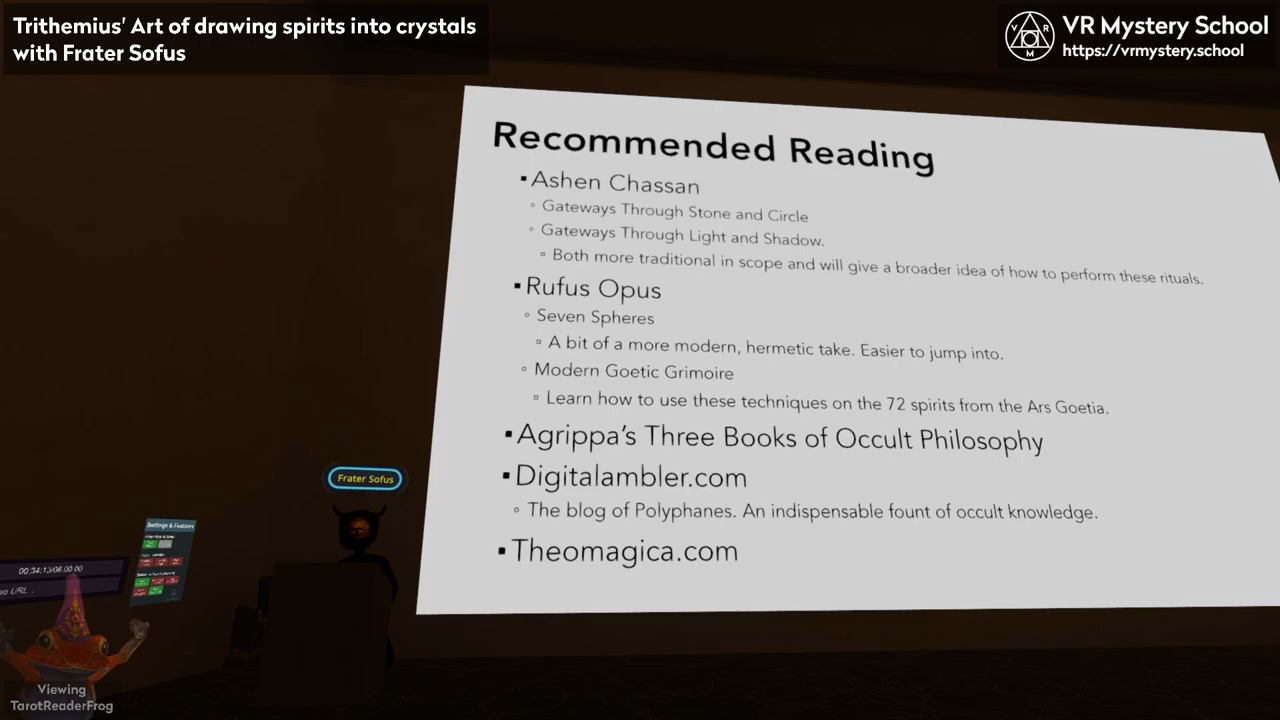 Trithemius' Art of drawing spirits into crystals
with Frater Sofus
VR Mystery School
https://vrmystery.school
V R
M
Recommended Reading
▪Ashen Chassan
◦ Gateways Through Stone and Circle
◦ Gateways Through Light and Shadow.
▫ Both more traditional in scope and will give a broader idea of how to perform these rituals.
▪Rufus Opus
◦ Seven Spheres
▫ A bit of a more modern, hermetic take. Easier to jump into.
◦ Modern Goetic Grimoire
▫ Learn how to use these techniques on the 72 spirits from the Ars Goetia.
▪Agrippa's Three Books of Occult Philosophy
▪Digitalambler.com
◦ The blog of Polyphanes. An indispensable fount of occult knowledge.
▪Theomagica.com
Frater Sofus
Settings & Features
URL
Viewing
TarotReaderFrog